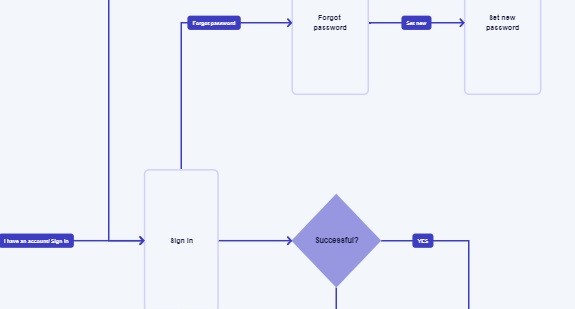 Forgot password
Forgot
password
Set new
Set new
password
I have an account/ Sign in
Sign in
Successful?
YES